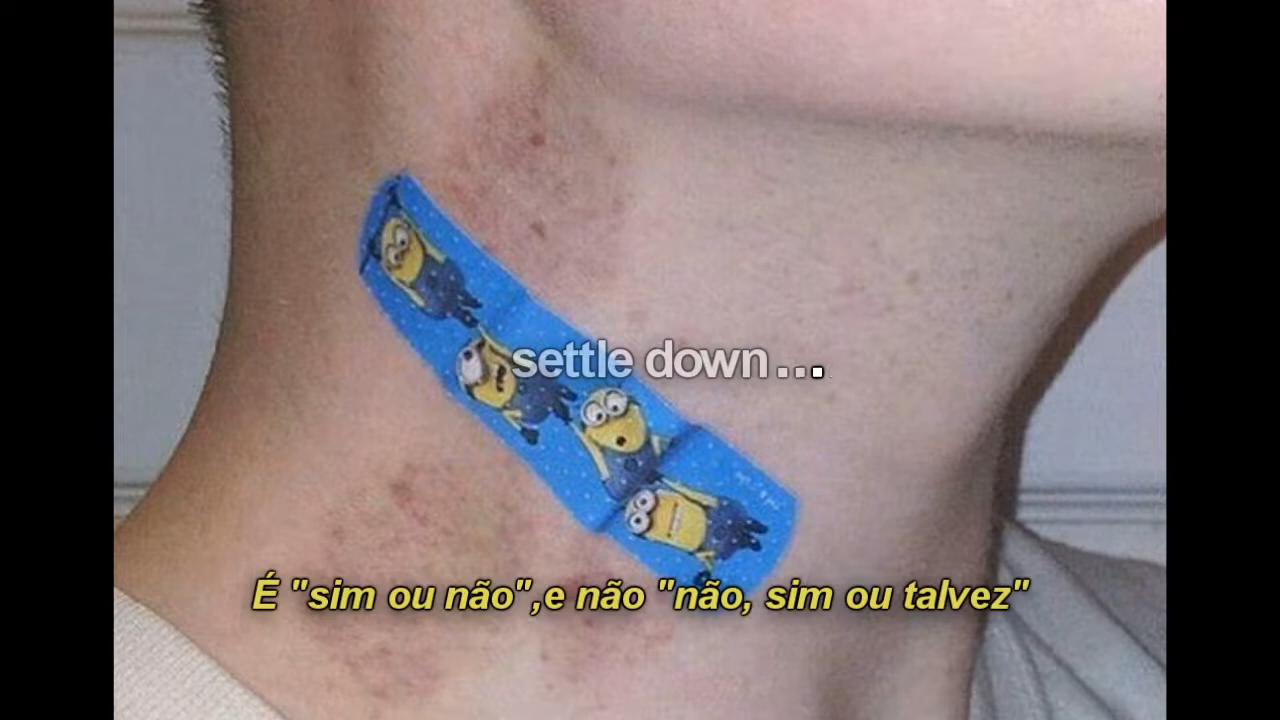 settle down...
É "sim ou não",e não "não, sim ou talvez"